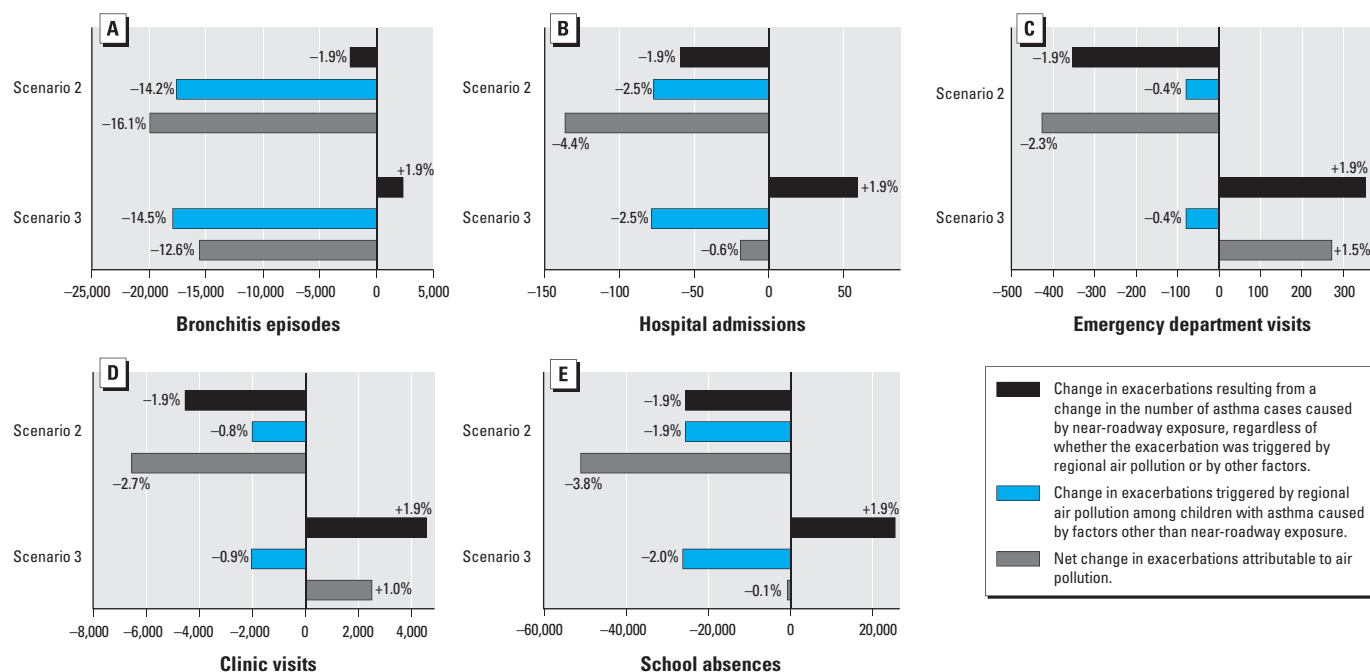 A
Scenario 2
−1.9%
−14.2%
−16.1%
Scenario 3
+1.9%
−14.5%
−12.6%
−25,000 −20,000 −15,000 −10,000 −5,000 0 5,000
Bronchitis episodes
B
Scenario 2
−1.9%
−2.5%
−4.4%
Scenario 3
+1.9%
−2.5%
−0.6%
−150 −100 −50 0 50
Hospital admissions
C
Scenario 2
−1.9%
−0.4%
−2.3%
Scenario 3
+1.9%
−0.4%
+1.5%
−500 −400 −300 −200 −100 0 100 200 300
Emergency department visits
D
Scenario 2
−1.9%
−0.8%
−2.7%
Scenario 3
+1.9%
−0.9%
+1.0%
−8,000 −6,000 −4,000 −2,000 0 2,000 4,000
Clinic visits
E
Scenario 2
−1.9%
−1.9%
−3.8%
Scenario 3
+1.9%
−2.0%
−0.1%
−60,000 −40,000 −20,000 0 20,000
School absences
Change in exacerbations resulting from a
change in the number of asthma cases caused
by near-roadway exposure, regardless of
whether the exacerbation was triggered by
regional air pollution or by other factors.
Change in exacerbations triggered by regional
air pollution among children with asthma caused
by factors other than near-roadway exposure.
Net change in exacerbations attributable to air
pollution.